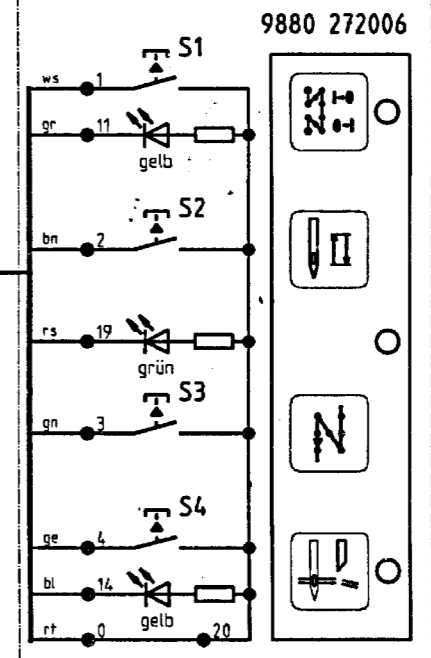 9880 272006
S1
ws 1
gr 11
gelb
S2
bn 2
rs 19
grün
S3
gn 3
S4
ge 4
bl 14
gelb
rt 0 20